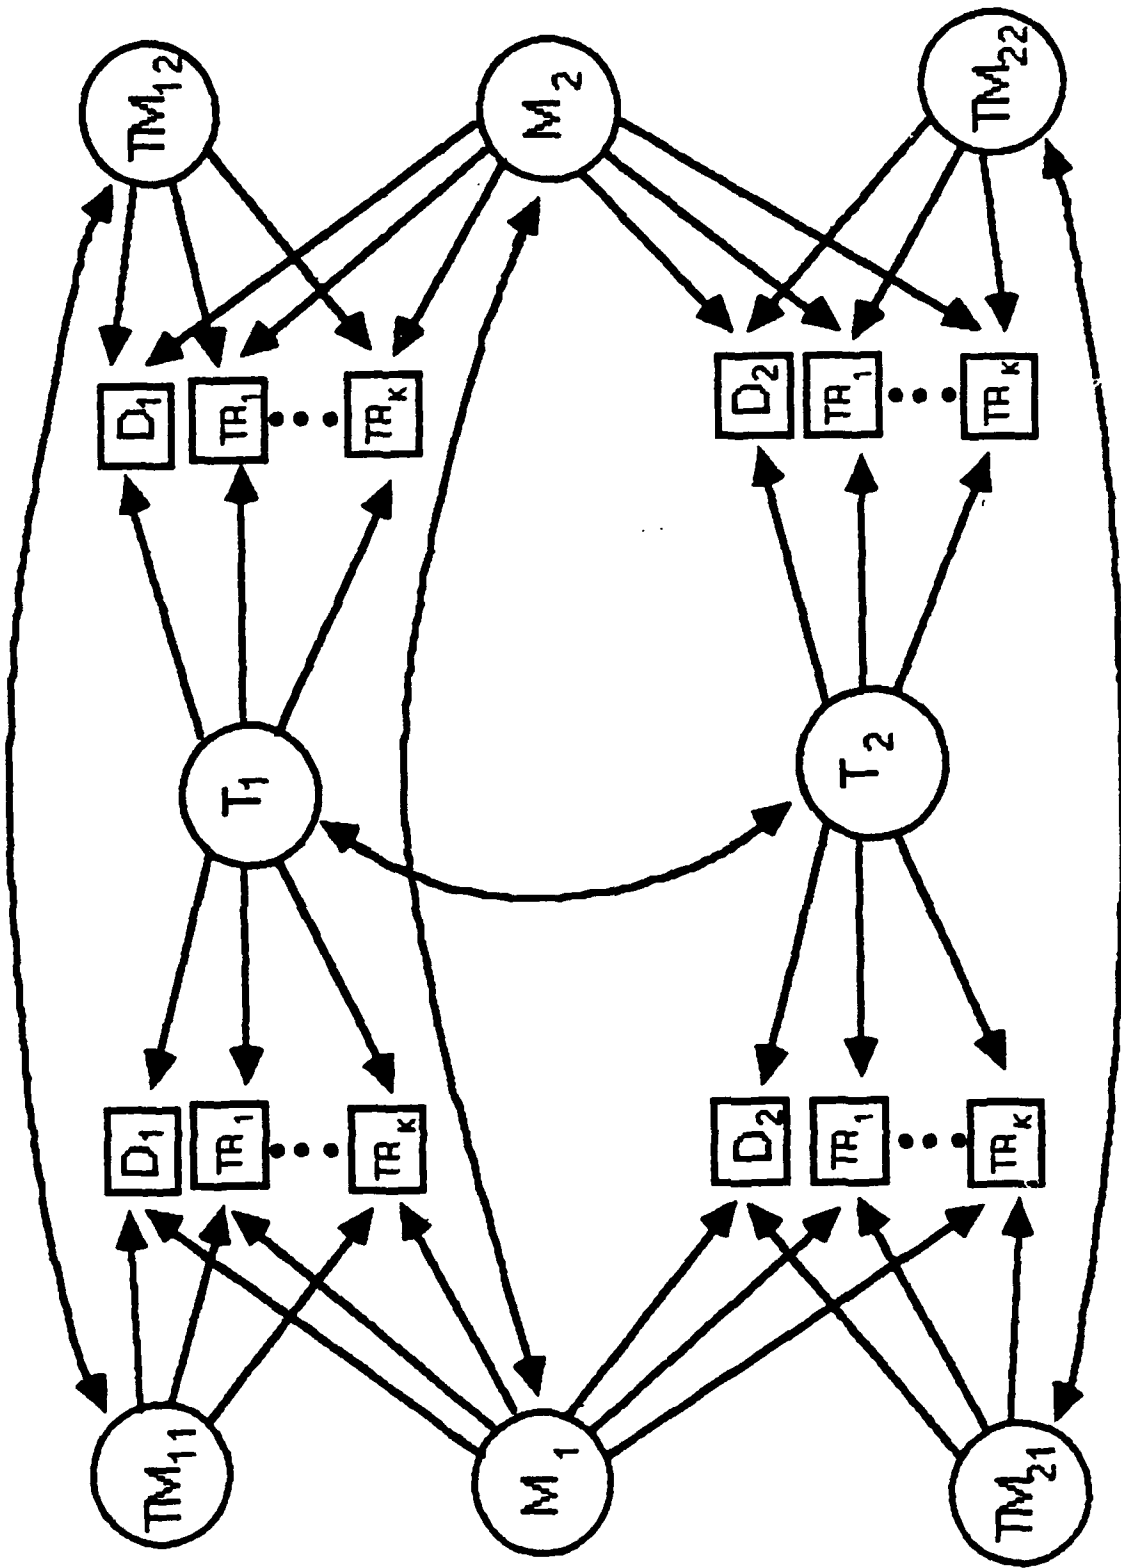 TM11
D1
D1
TM12
TR1
T1
TR1
• • •
• • •
TRK
TRK
M1
M2
D2
D2
TR1
T2
TR1
• • •
• • •
TM21
TRK
TRK
TM22